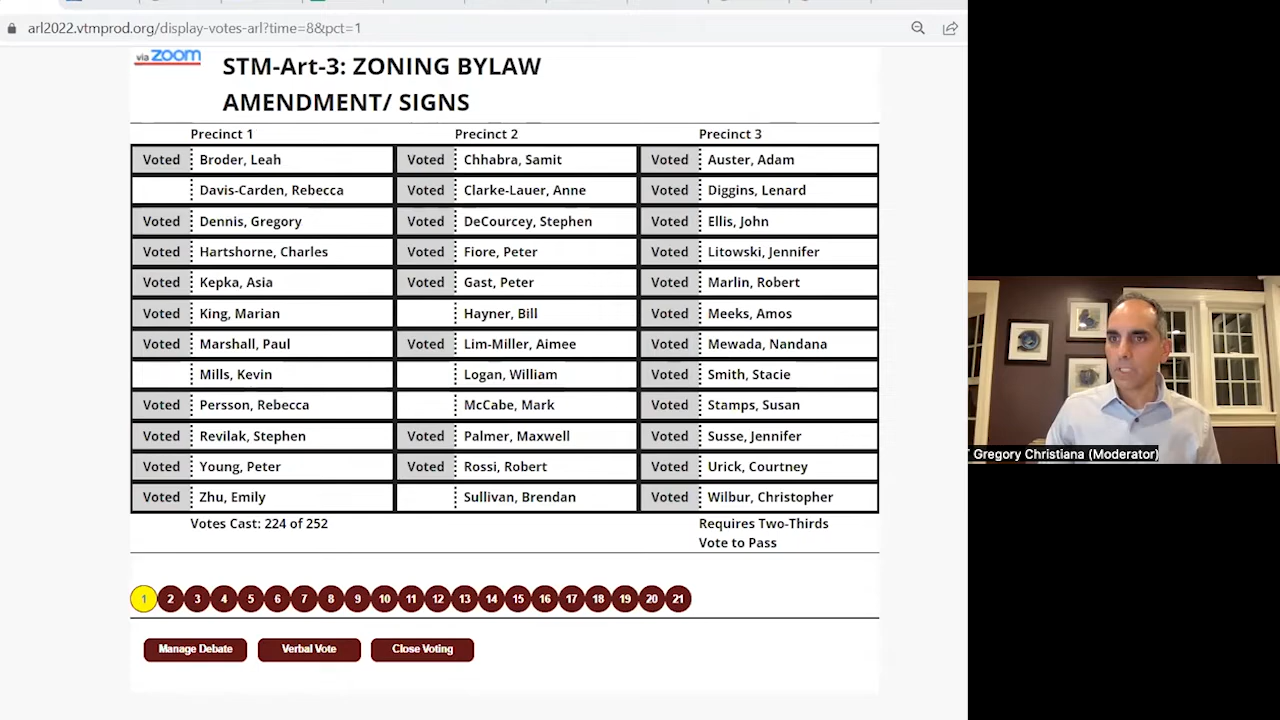 arl2022.vtmprod.org/display-votes-arl?time=8&pct=1
via zoom
STM-Art-3: ZONING BYLAW
AMENDMENT/ SIGNS
Precinct 1 Precinct 2 Precinct 3
Voted Broder, Leah Voted Chhabra, Samit Voted Auster, Adam
Davis-Carden, Rebecca Voted Clarke-Lauer, Anne Voted Diggins, Lenard
Voted Dennis, Gregory Voted DeCourcey, Stephen Voted Ellis, John
Voted Hartshorne, Charles Voted Fiore, Peter Voted Litowski, Jennifer
Voted Kepka, Asia Voted Gast, Peter Voted Marlin, Robert
Voted King, Marian Hayner, Bill Voted Meeks, Amos
Voted Marshall, Paul Voted Lim-Miller, Aimee Voted Mewada, Nandana
Mills, Kevin Logan, William Voted Smith, Stacie
Voted Persson, Rebecca McCabe, Mark Voted Stamps, Susan
Voted Revilak, Stephen Voted Palmer, Maxwell Voted Susse, Jennifer
Voted Young, Peter Voted Rossi, Robert Voted Urick, Courtney
Voted Zhu, Emily Sullivan, Brendan Voted Wilbur, Christopher
Votes Cast: 224 of 252 Requires Two-Thirds
Vote to Pass
1 2 3 4 5 6 7 8 9 10 11 12 13 14 15 16 17 18 19 20 21
Manage Debate Verbal Vote Close Voting
Gregory Christiana (Moderator)